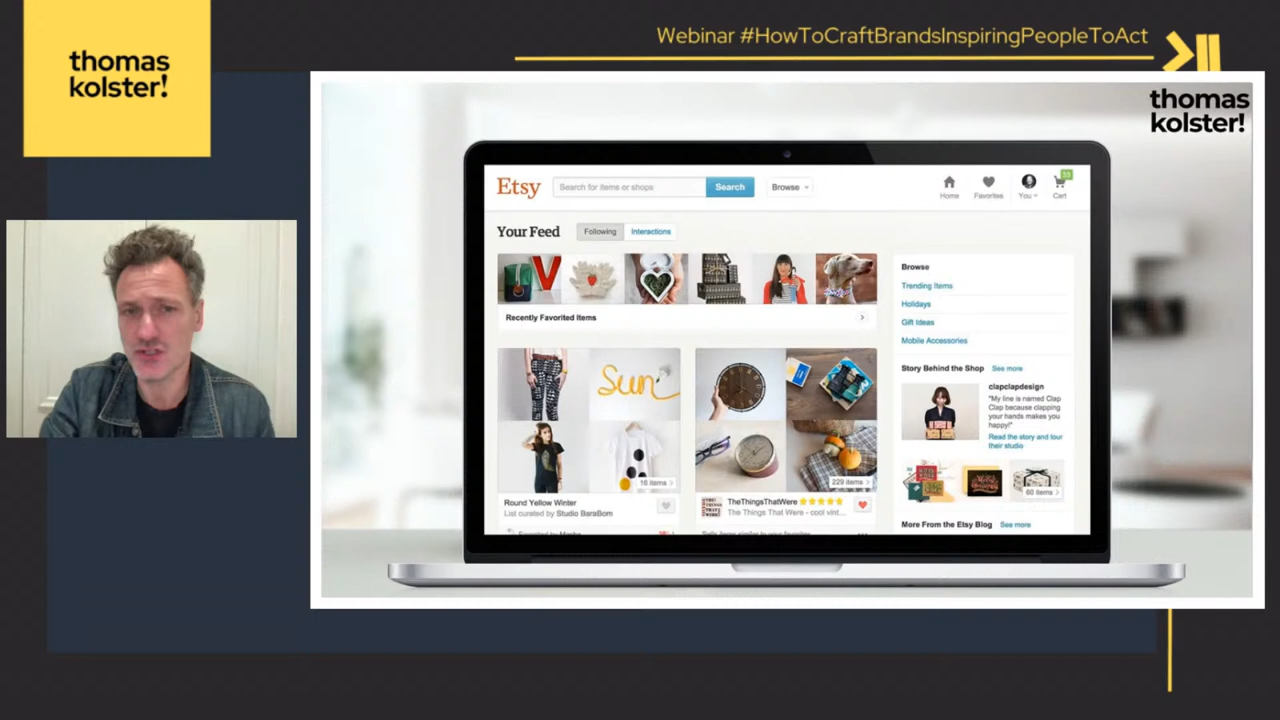 thomas
kolster!
Webinar #HowToCraftBrandsInspiringPeopleToAct
thomas
kolster!
Etsy
Search for items or shops
Search
Browse
Home
Favorites
You
Cart
Your Feed
Following
Interactions
Recently Favorited Items
Browse
Trending Items
Holidays
Gift Ideas
Mobile Accessories
Story Behind the Shop See more
clapclapdesign
"My line is named Clap
Clap because clapping
your hands makes you
happy!"
Read the story and tour
their studio
Sun
16 items
229 items
60 items
Round Yellow Winter
List curated by Studio BaraBom
TheThingsThatWere
The Things That Were - cool vint...
More From the Etsy Blog See more